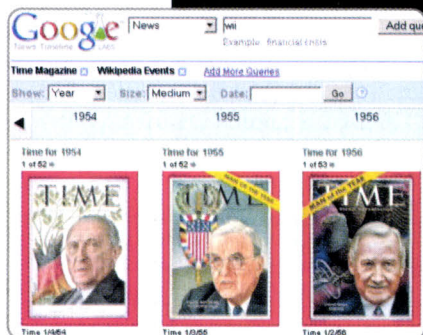 Google News wii Add que
News Timeline LABS
Example: financial crisis
Time Magazine Wikipedia Events Add More Queries
Show: Year Size: Medium Date: Go
1954 1955 1956
Time for 1954 Time for 1955 Time for 1956
1 of 52 1 of 52 1 of 53
TIME TIME TIME
MAN OF THE YEAR MAN of the YEAR
Time 1/4/54 Time 1/3/55 Time 1/2/56